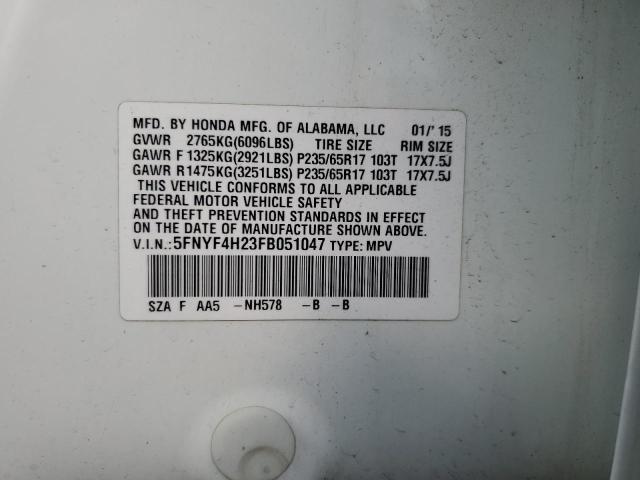 MFD. BY HONDA MFG. OF ALABAMA, LLC 01/'15
GVWR 2765KG(6096LBS) TIRE SIZE RIM SIZE
GAWR F 1325KG(2921LBS) P235/65R17 103T 17X7.5J
GAWR R1475KG(3251LBS) P235/65R17 103T 17X7.5J
THIS VEHICLE CONFORMS TO ALL APPLICABLE
FEDERAL MOTOR VEHICLE SAFETY
AND THEFT PREVENTION STANDARDS IN EFFECT
ON THE DATE OF MANUFACTURE SHOWN ABOVE.
V.I.N.:5FNYF4H23FB051047 TYPE: MPV
SZA F AA5 -NH578 -B -B